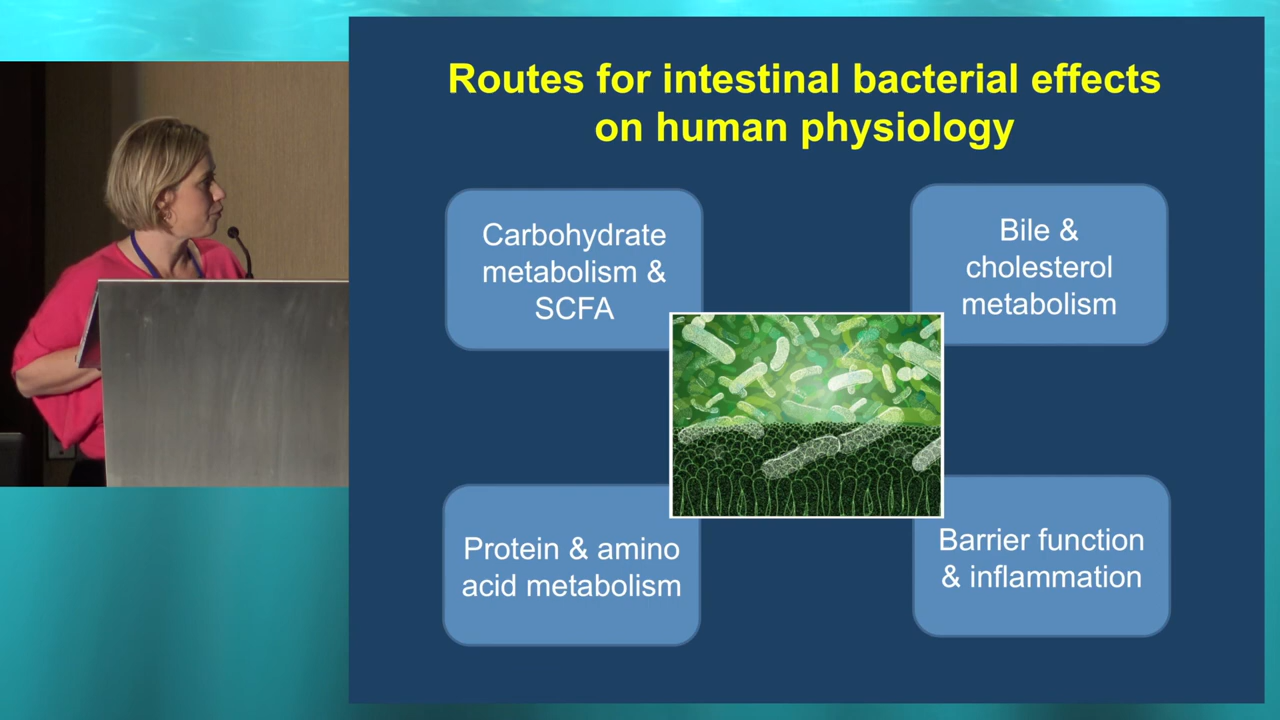 Routes for intestinal bacterial effects
on human physiology
Carbohydrate
metabolism &
SCFA
Bile &
cholesterol
metabolism
Protein & amino
acid metabolism
Barrier function
& inflammation